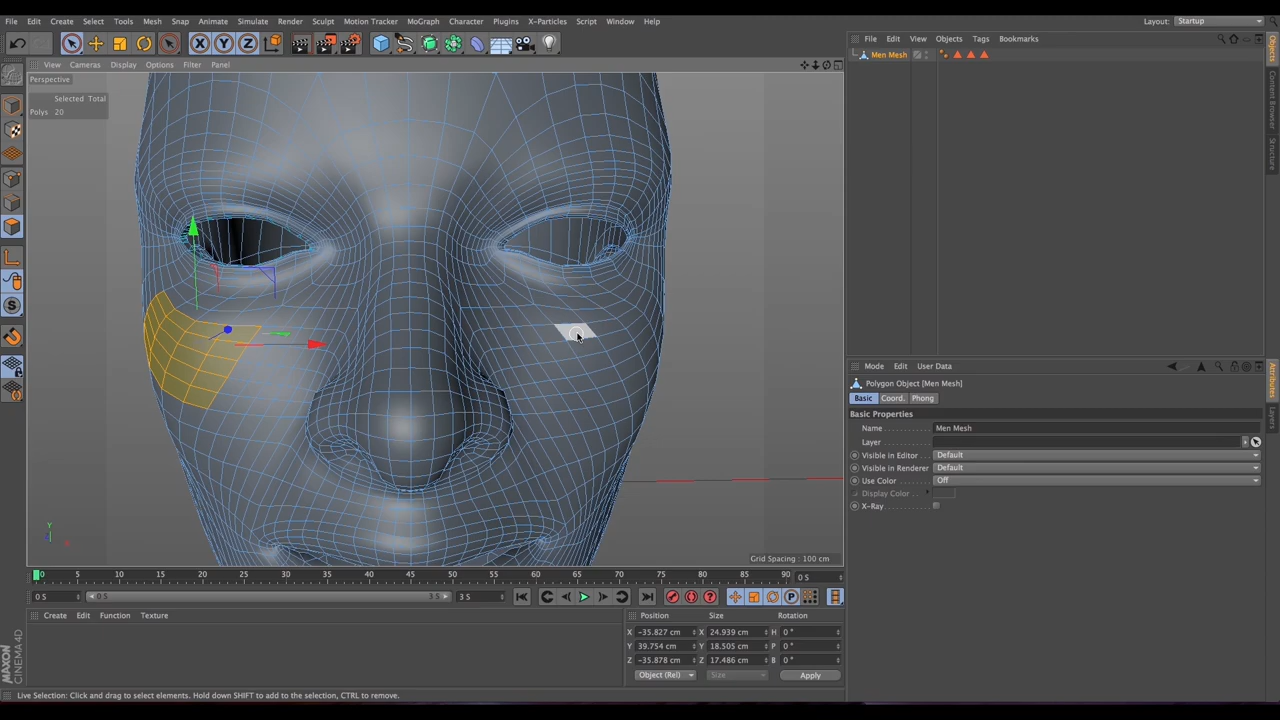 File Edit Create Select Tools Mesh Snap Animate Simulate Render Sculpt Motion Tracker MoGraph Character Plugins X-Particles Script Window Help
Layout: Startup
X Y Z
View Cameras Display Options Filter Panel
Perspective
Selected Total
Polys 20
Y
Grid Spacing : 100 cm
0 5 10 15 20 25 30 35 40 45 50 55 60 65 70 75 80 85 90 0 S
0 S 0 S 3 S 3 S
Create Edit Function Texture
Position Size Rotation
X -35.827 cm X 24.939 cm H 0 °
Y 39.754 cm Y 18.505 cm P 0 °
Z -35.878 cm Z 17.486 cm B 0 °
Object (Rel) Size Apply
MAXON
CINEMA 4D
Live Selection: Click and drag to select elements. Hold down SHIFT to add to the selection, CTRL to remove.
File Edit View Objects Tags Bookmarks
Men Mesh
Objects
Content Browser
Structure
Mode Edit User Data
Polygon Object [Men Mesh]
Basic Coord. Phong
Basic Properties
Name Men Mesh
Layer
Visible in Editor Default
Visible in Renderer Default
Use Color Off
Display Color
X-Ray
Attributes
Layers